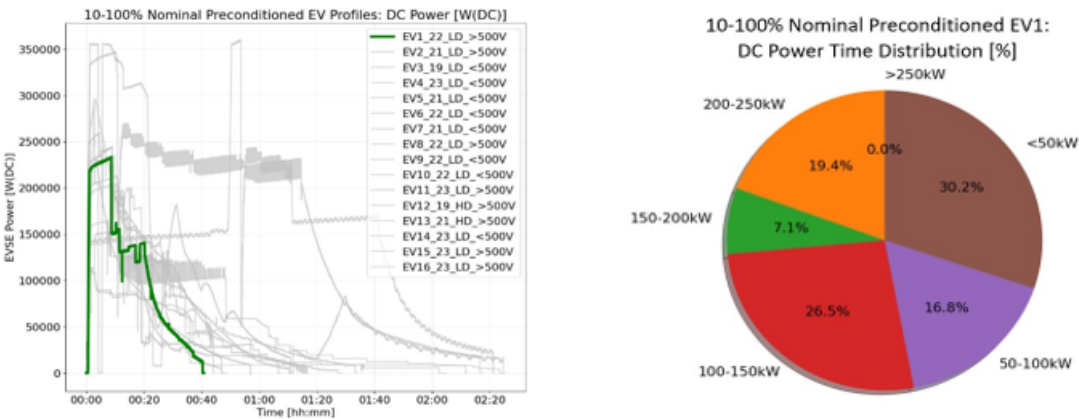 10-100% Nominal Preconditioned EV Profiles: DC Power [W(DC)]
EVSE Power [W(DC)]
350000
300000
250000
200000
150000
100000
50000
0
00:00
00:20
00:40
01:00
01:20
01:40
02:00
02:20
Time [hh:mm]
EV1_22_LD_>500V
EV2_21_LD_>500V
EV3_19_LD_<500V
EV4_23_LD_<500V
EV5_21_LD_<500V
EV6_22_LD_<500V
EV7_21_LD_<500V
EV8_22_LD_>500V
EV9_22_LD_<500V
EV10_22_LD_<500V
EV11_23_LD_>500V
EV12_19_HD_>500V
EV13_21_HD_>500V
EV14_23_LD_<500V
EV15_23_LD_>500V
EV16_23_LD_>500V
10-100% Nominal Preconditioned EV1:
DC Power Time Distribution [%]
>250kW
200-250kW
<50kW
0.0%
19.4%
30.2%
150-200kW
7.1%
26.5%
16.8%
100-150kW
50-100kW